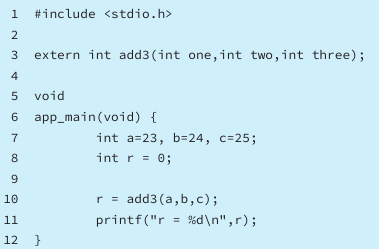 1 #include <stdio.h>
2
3 extern int add3(int one,int two,int three);
4
5 void
6 app_main(void) {
7         int a=23, b=24, c=25;
8         int r = 0;
9
10         r = add3(a,b,c);
11         printf("r = %d\n",r);
12 }